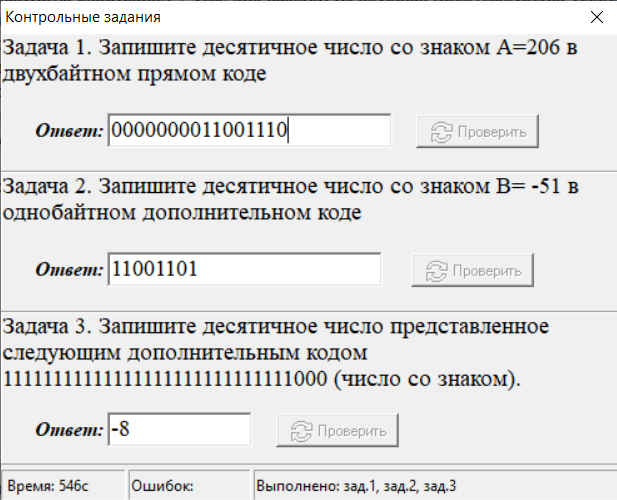 Контрольные задания
Задача 1. Запишите десятичное число со знаком A=206 в
двухбайтном прямом коде
Ответ: 0000000011001110 Проверить
Задача 2. Запишите десятичное число со знаком B= -51 в
однобайтном дополнительном коде
Ответ: 11001101 Проверить
Задача 3. Запишите десятичное число представленное
следующим дополнительным кодом
11111111111111111111111111111000 (число со знаком).
Ответ: -8 Проверить
Время: 546с Ошибок: Выполнено: зад.1, зад.2, зад.3